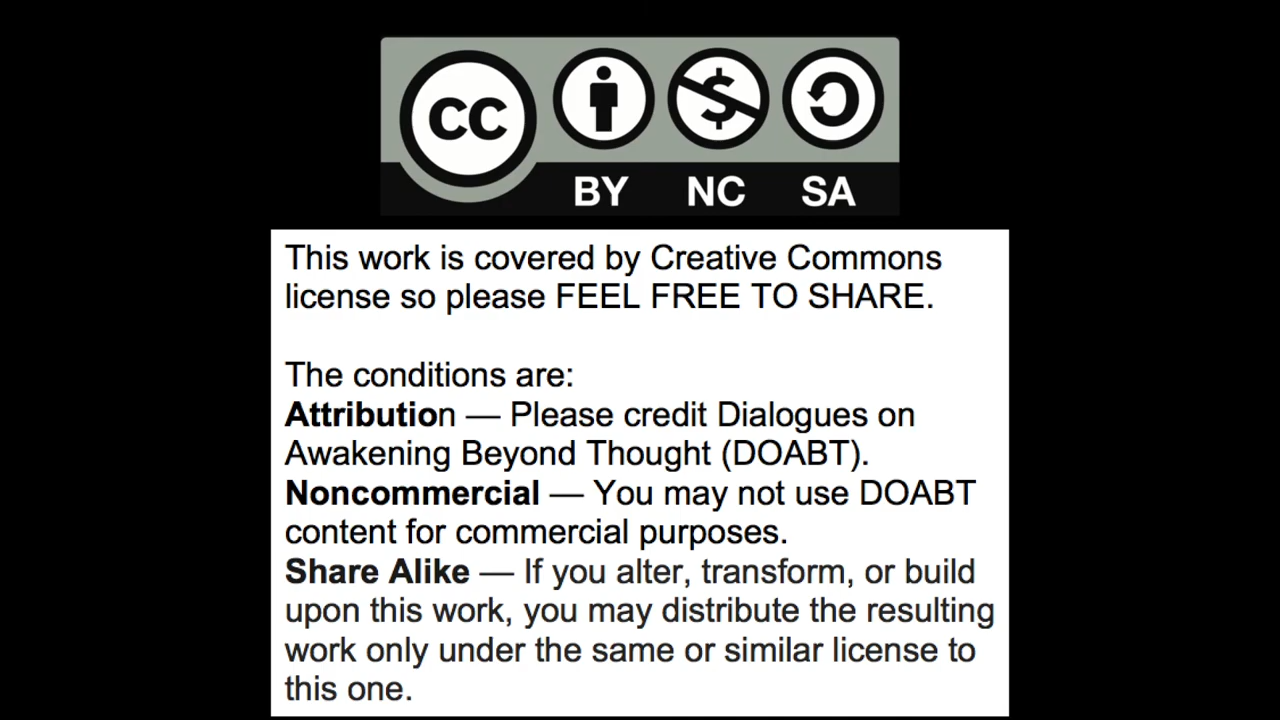 CC
BY NC SA
This work is covered by Creative Commons
license so please FEEL FREE TO SHARE.
The conditions are:
Attribution — Please credit Dialogues on
Awakening Beyond Thought (DOABT).
Noncommercial — You may not use DOABT
content for commercial purposes.
Share Alike — If you alter, transform, or build
upon this work, you may distribute the resulting
work only under the same or similar license to
this one.